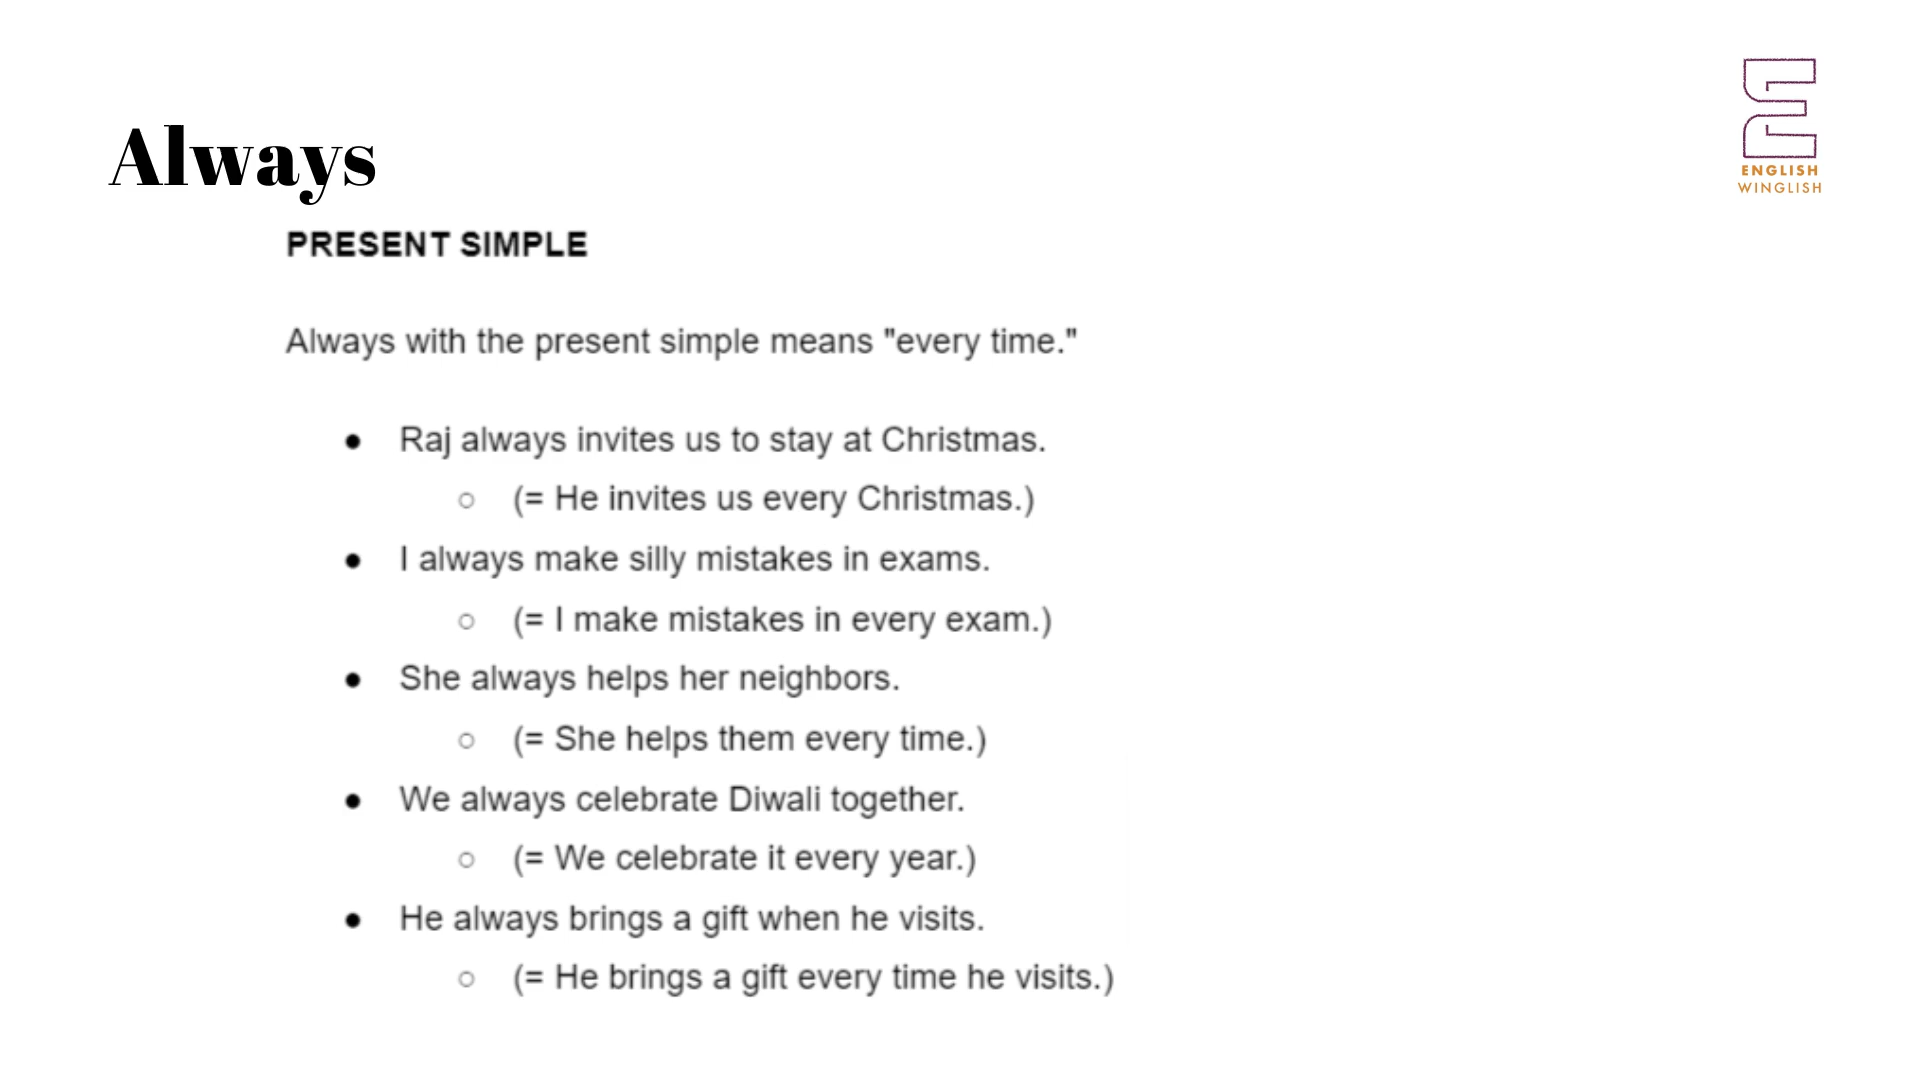 Always
ENGLISH
WINGLISH
PRESENT SIMPLE
Always with the present simple means "every time."
● Raj always invites us to stay at Christmas.
○ (= He invites us every Christmas.)
● I always make silly mistakes in exams.
○ (= I make mistakes in every exam.)
● She always helps her neighbors.
○ (= She helps them every time.)
● We always celebrate Diwali together.
○ (= We celebrate it every year.)
● He always brings a gift when he visits.
○ (= He brings a gift every time he visits.)